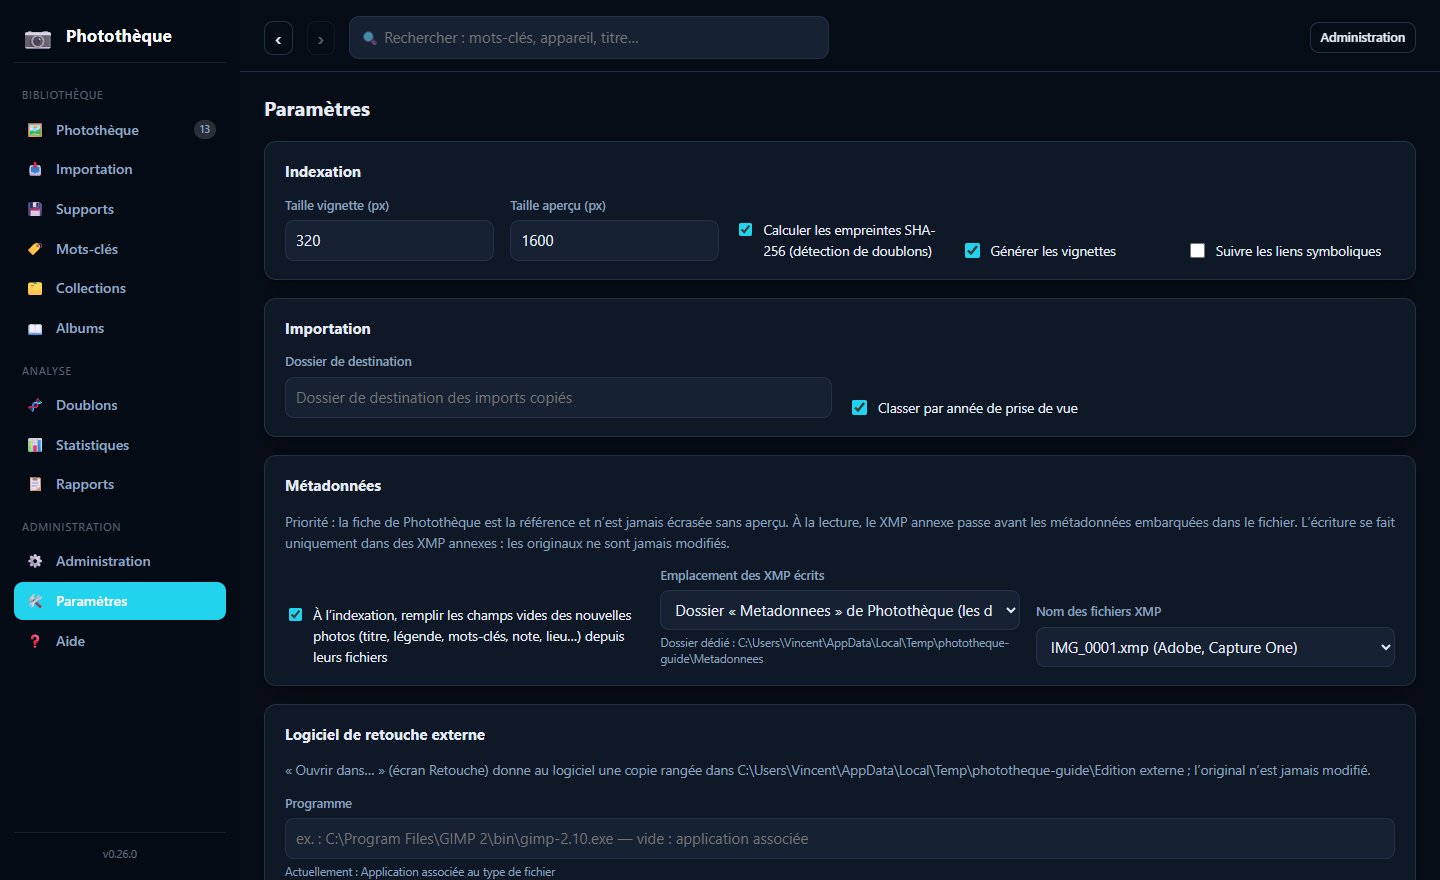 Photothèque
Rechercher : mots-clés, appareil, titre...
Administration
BIBLIOTHÈQUE
Photothèque
13
Importation
Supports
Mots-clés
Collections
Albums
ANALYSE
Doublons
Statistiques
Rapports
ADMINISTRATION
Administration
Paramètres
Aide
v0.26.0
Paramètres
Indexation
Taille vignette (px)
320
Taille aperçu (px)
1600
Calculer les empreintes SHA-
256 (détection de doublons)
Générer les vignettes
Suivre les liens symboliques
Importation
Dossier de destination
Dossier de destination des imports copiés
Classer par année de prise de vue
Métadonnées
Priorité : la fiche de Photothèque est la référence et n’est jamais écrasée sans aperçu. À la lecture, le XMP annexe passe avant les métadonnées embarquées dans le fichier. L’écriture se fait
uniquement dans des XMP annexes : les originaux ne sont jamais modifiés.
À l’indexation, remplir les champs vides des nouvelles
photos (titre, légende, mots-clés, note, lieu...) depuis
leurs fichiers
Emplacement des XMP écrits
Dossier « Metadonnees » de Photothèque (les d
Dossier dédié : C:\Users\Vincent\AppData\Local\Temp\phototheque-
guide\Metadonnees
Nom des fichiers XMP
IMG_0001.xmp (Adobe, Capture One)
Logiciel de retouche externe
« Ouvrir dans... » (écran Retouche) donne au logiciel une copie rangée dans C:\Users\Vincent\AppData\Local\Temp\phototheque-guide\Edition externe ; l’original n’est jamais modifié.
Programme
ex. : C:\Program Files\GIMP 2\bin\gimp-2.10.exe — vide : application associée
Actuellement : Application associée au type de fichier